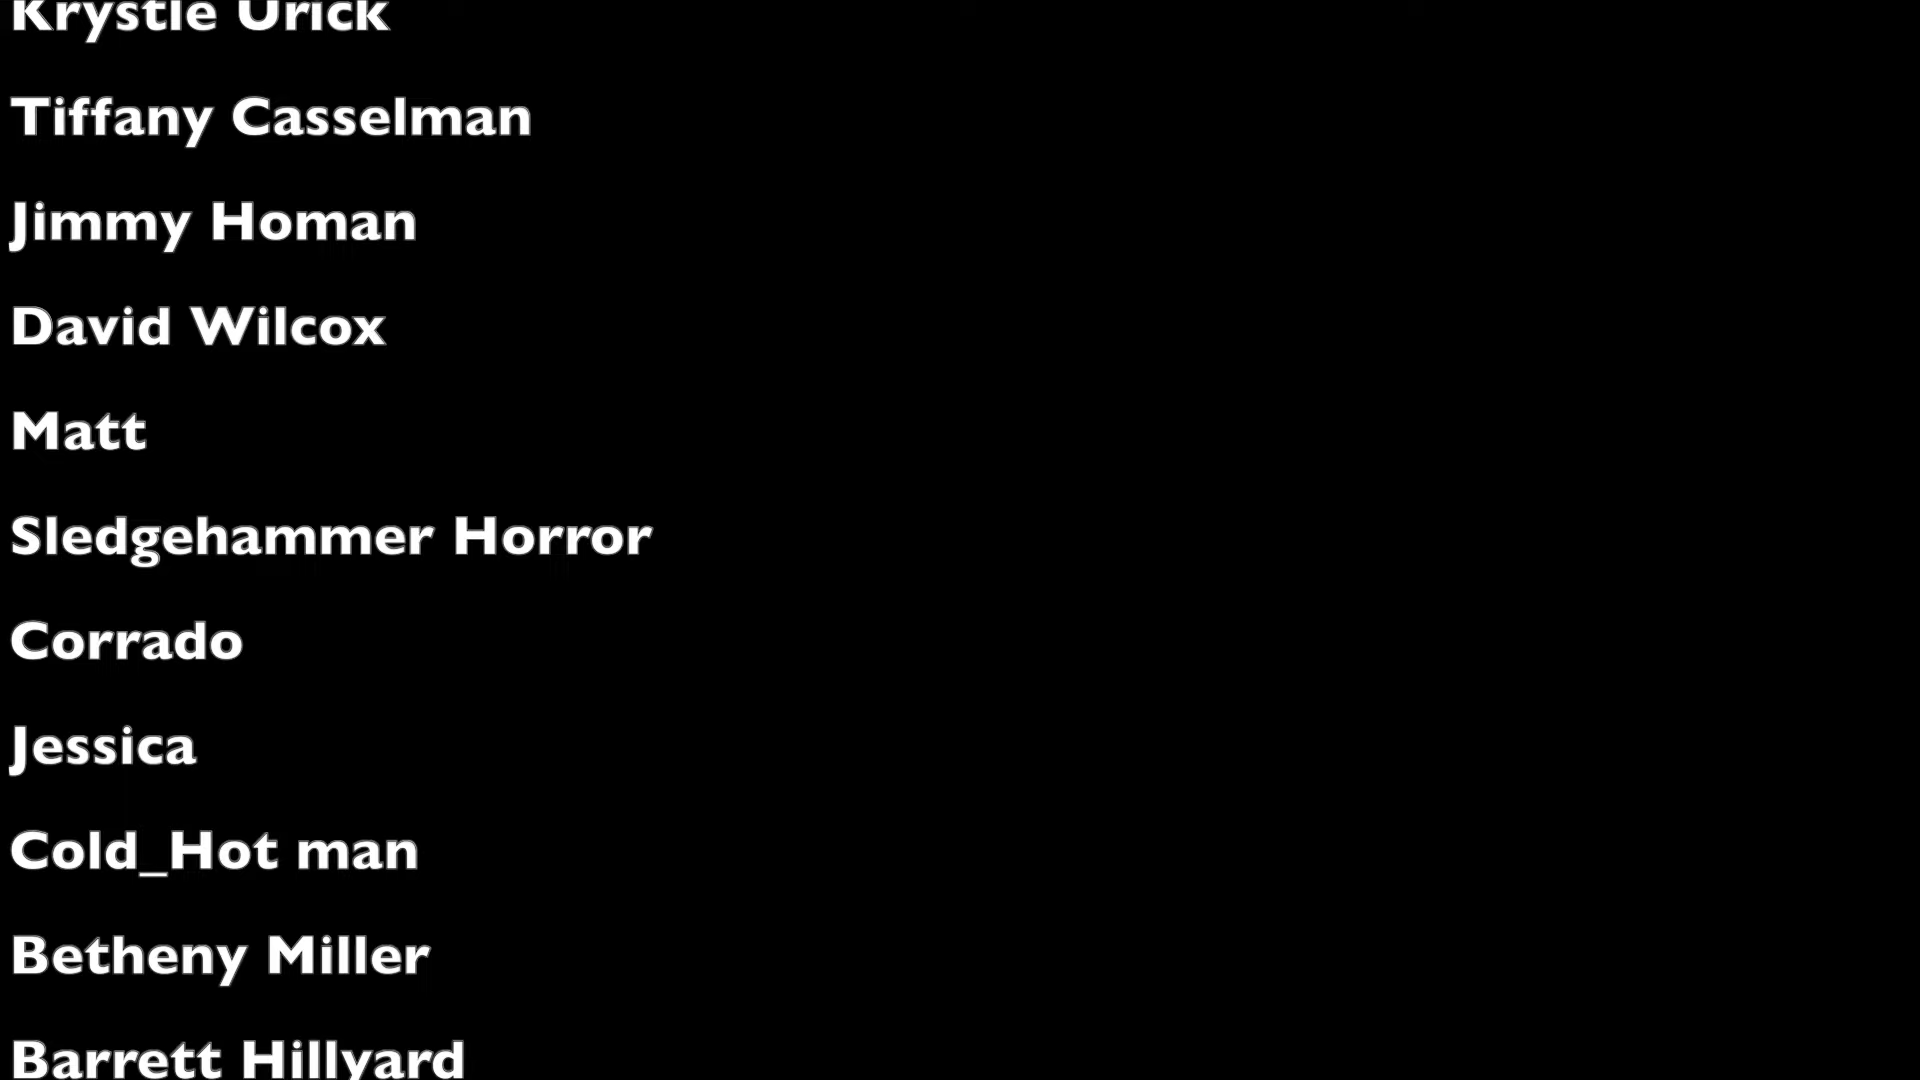 Krystle Urick
Tiffany Casselman
Jimmy Homan
David Wilcox
Matt
Sledgehammer Horror
Corrado
Jessica
Cold_Hot man
Betheny Miller
Barrett Hillyard